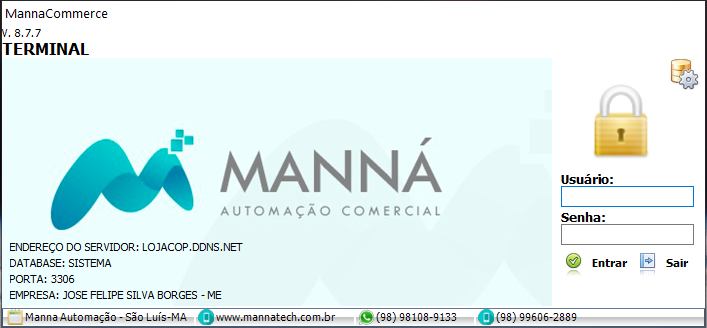 MannaCommerce
V. 8.7.7
TERMINAL
MANNÁ
AUTOMAÇÃO COMERCIAL
Usuário:
Senha:
Entrar Sair
ENDEREÇO DO SERVIDOR: LOJACOP.DDNS.NET
DATABASE: SISTEMA
PORTA: 3306
EMPRESA: JOSE FELIPE SILVA BORGES - ME
Manna Automação - São Luís-MA www.mannatech.com.br (98) 98108-9133 (98) 99606-2889